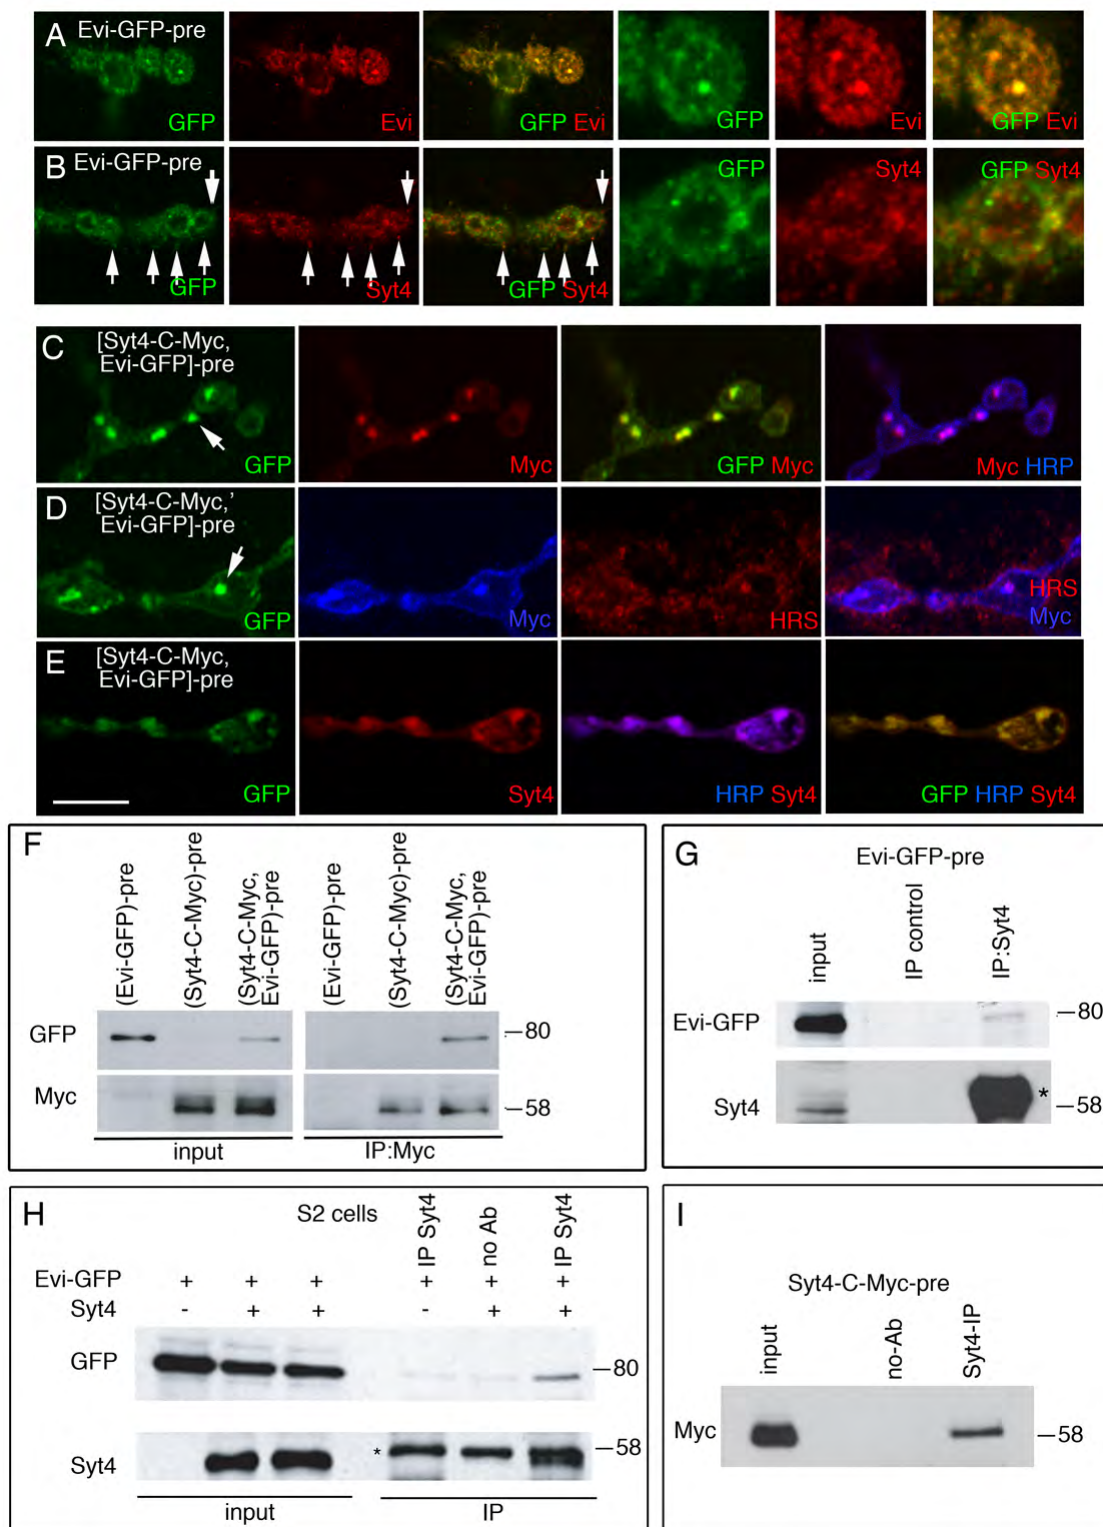 A Evi-GFP-pre
GFP
Evi
GFP Evi
GFP
Evi
GFP Evi
B Evi-GFP-pre
GFP
Syt4
GFP Syt4
GFP
Syt4
GFP Syt4
C [Syt4-C-Myc,
Evi-GFP]-pre
GFP
Myc
GFP Myc
Myc HRP
D [Syt4-C-Myc,'
Evi-GFP]-pre
GFP
Myc
HRS
HRS
Myc
E [Syt4-C-Myc,
Evi-GFP]-pre
GFP
Syt4
HRP Syt4
GFP HRP Syt4
F
(Evi-GFP)-pre
(Syt4-C-Myc)-pre
(Syt4-C-Myc,
Evi-GFP)-pre
(Evi-GFP)-pre
(Syt4-C-Myc)-pre
(Syt4-C-Myc,
Evi-GFP)-pre
GFP
—80
Myc
—58
input
IP:Myc
G
Evi-GFP-pre
input
IP control
IP:Syt4
Evi-GFP
—80
Syt4
* —58
H
S2 cells
IP Syt4
no Ab
IP Syt4
Evi-GFP + + + + + +
Syt4 - + + - + +
GFP
—80
Syt4
* —58
input
IP
I
Syt4-C-Myc-pre
input
no-Ab
Syt4-IP
Myc
—58